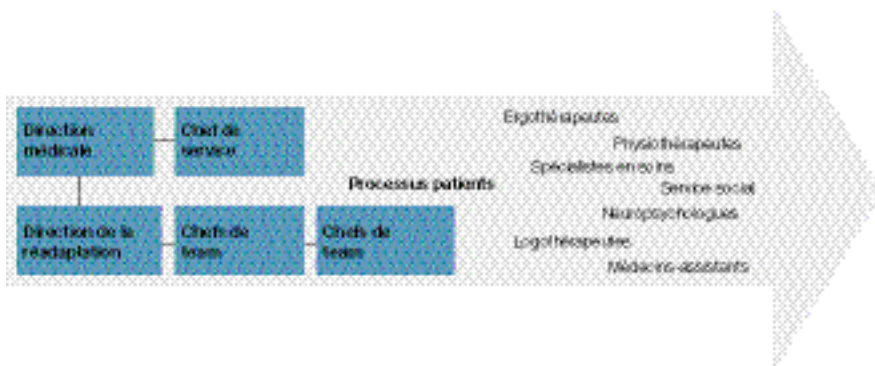 Direction
médicale
Chef de
service
Direction de la
réadaptation
Chefs de
team
Chefs de
team
Processus patients
Ergothérapeutes
Physiothérapeutes
Spécialistes en soins
Service social
Neuropsychologues
Logothérapeutes
Médecins-assistants